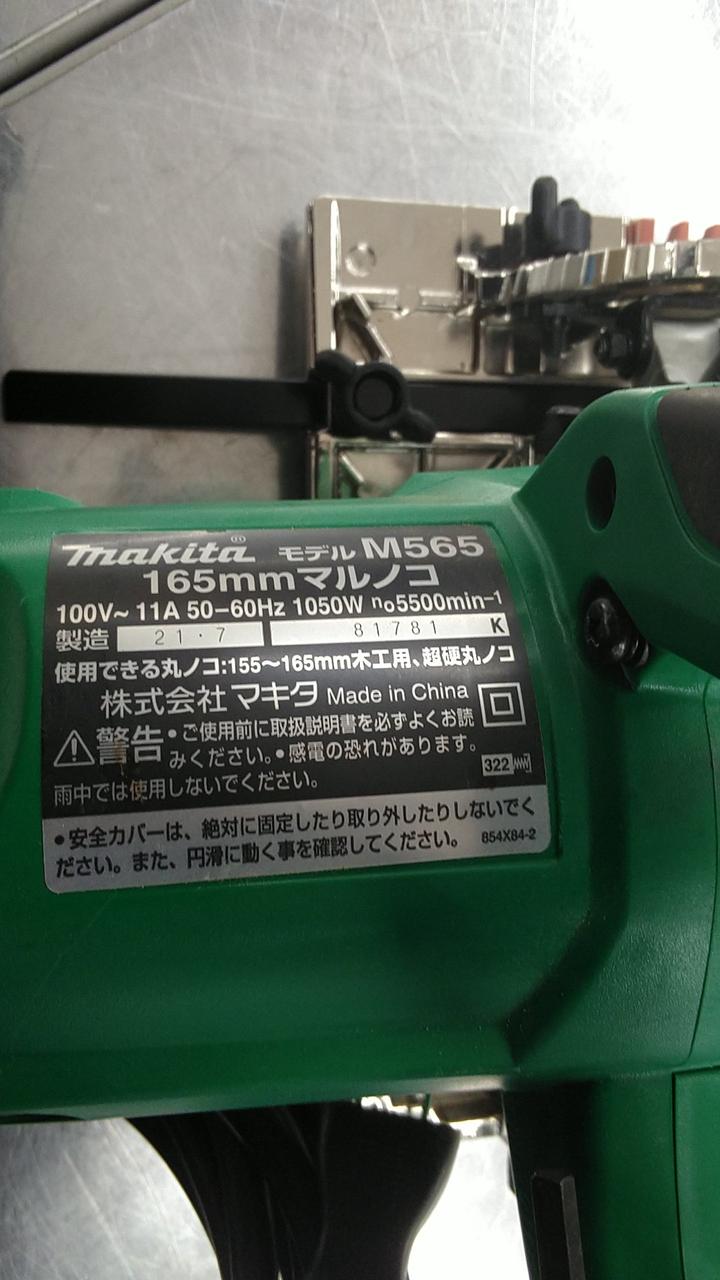 makita® モデル M565
165mmマルノコ
100V~ 11A 50-60Hz 1050W n₀5500min⁻¹
製造 21・7 81781 K
使用できる丸ノコ:155〜165mm木工用、超硬丸ノコ
株式会社マキタ Made in China
警告 •ご使用前に取扱説明書を必ずよくお読
みください。•感電の恐れがあります。
雨中では使用しないでください。
322
•安全カバーは、絶対に固定したり取り外したりしないでく
ださい。また、円滑に動く事を確認してください。 854X84-2